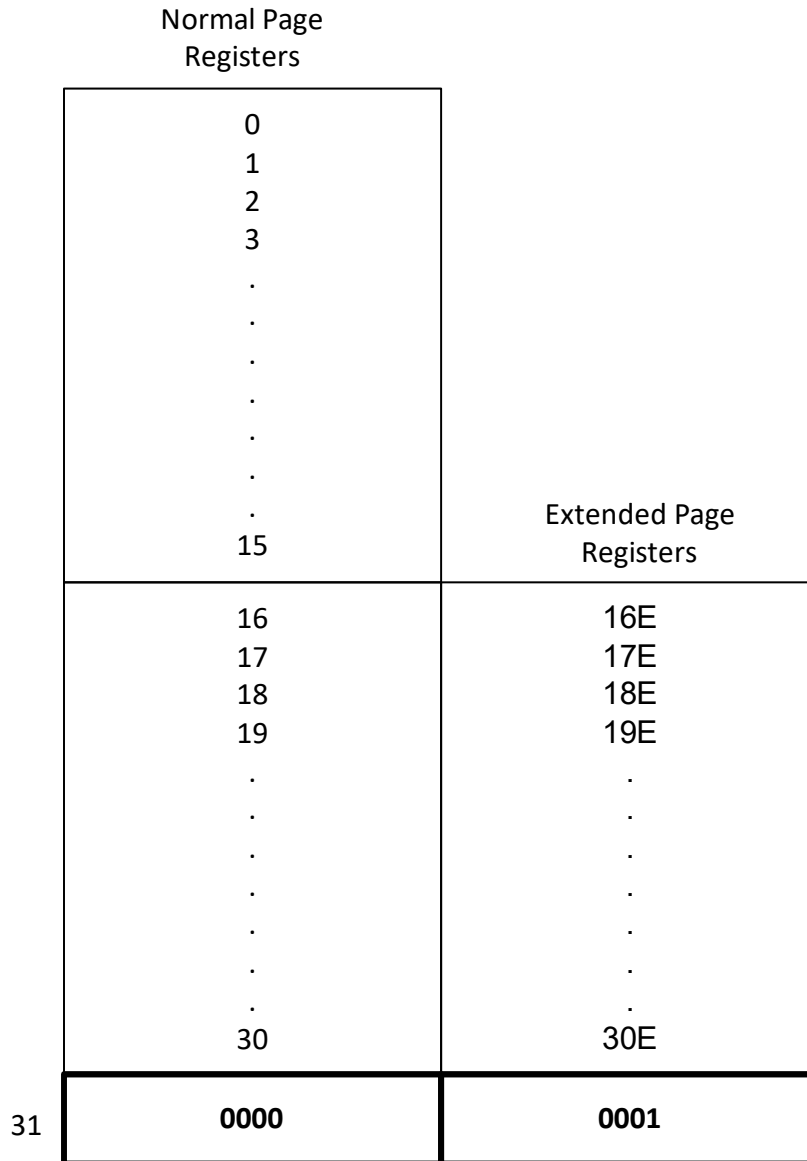 Normal Page
Registers
0
1
2
3
.
.
.
.
.
.
.
15
Extended Page
Registers
16 16E
17 17E
18 18E
19 19E
. .
. .
. .
. .
. .
. .
. .
30 30E
31 0000 0001